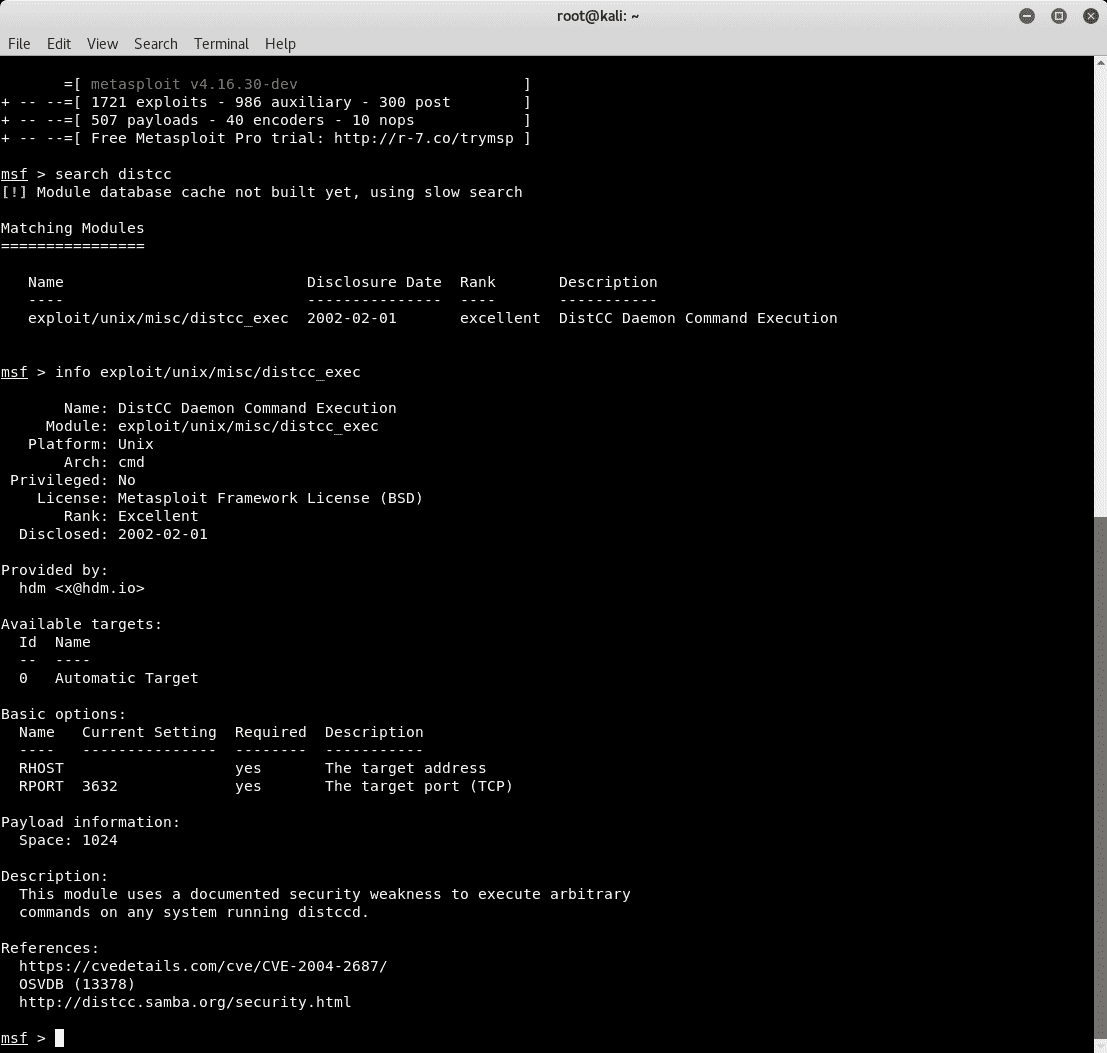 root@kali: ~
File Edit View Search Terminal Help
=[ metasploit v4.16.30-dev ]
+ -- --=[ 1721 exploits - 986 auxiliary - 300 post ]
+ -- --=[ 507 payloads - 40 encoders - 10 nops ]
+ -- --=[ Free Metasploit Pro trial: http://r-7.co/trymsp ]
msf > search distcc
[!] Module database cache not built yet, using slow search
Matching Modules
================
Name Disclosure Date Rank Description
---- --------------- ---- -----------
exploit/unix/misc/distcc_exec 2002-02-01 excellent DistCC Daemon Command Execution
msf > info exploit/unix/misc/distcc_exec
Name: DistCC Daemon Command Execution
Module: exploit/unix/misc/distcc_exec
Platform: Unix
Arch: cmd
Privileged: No
License: Metasploit Framework License (BSD)
Rank: Excellent
Disclosed: 2002-02-01
Provided by:
hdm <x@hdm.io>
Available targets:
Id Name
-- ----
0 Automatic Target
Basic options:
Name Current Setting Required Description
---- --------------- -------- -----------
RHOST yes The target address
RPORT 3632 yes The target port (TCP)
Payload information:
Space: 1024
Description:
This module uses a documented security weakness to execute arbitrary
commands on any system running distccd.
References:
https://cvedetails.com/cve/CVE-2004-2687/
OSVDB (13378)
http://distcc.samba.org/security.html
msf >